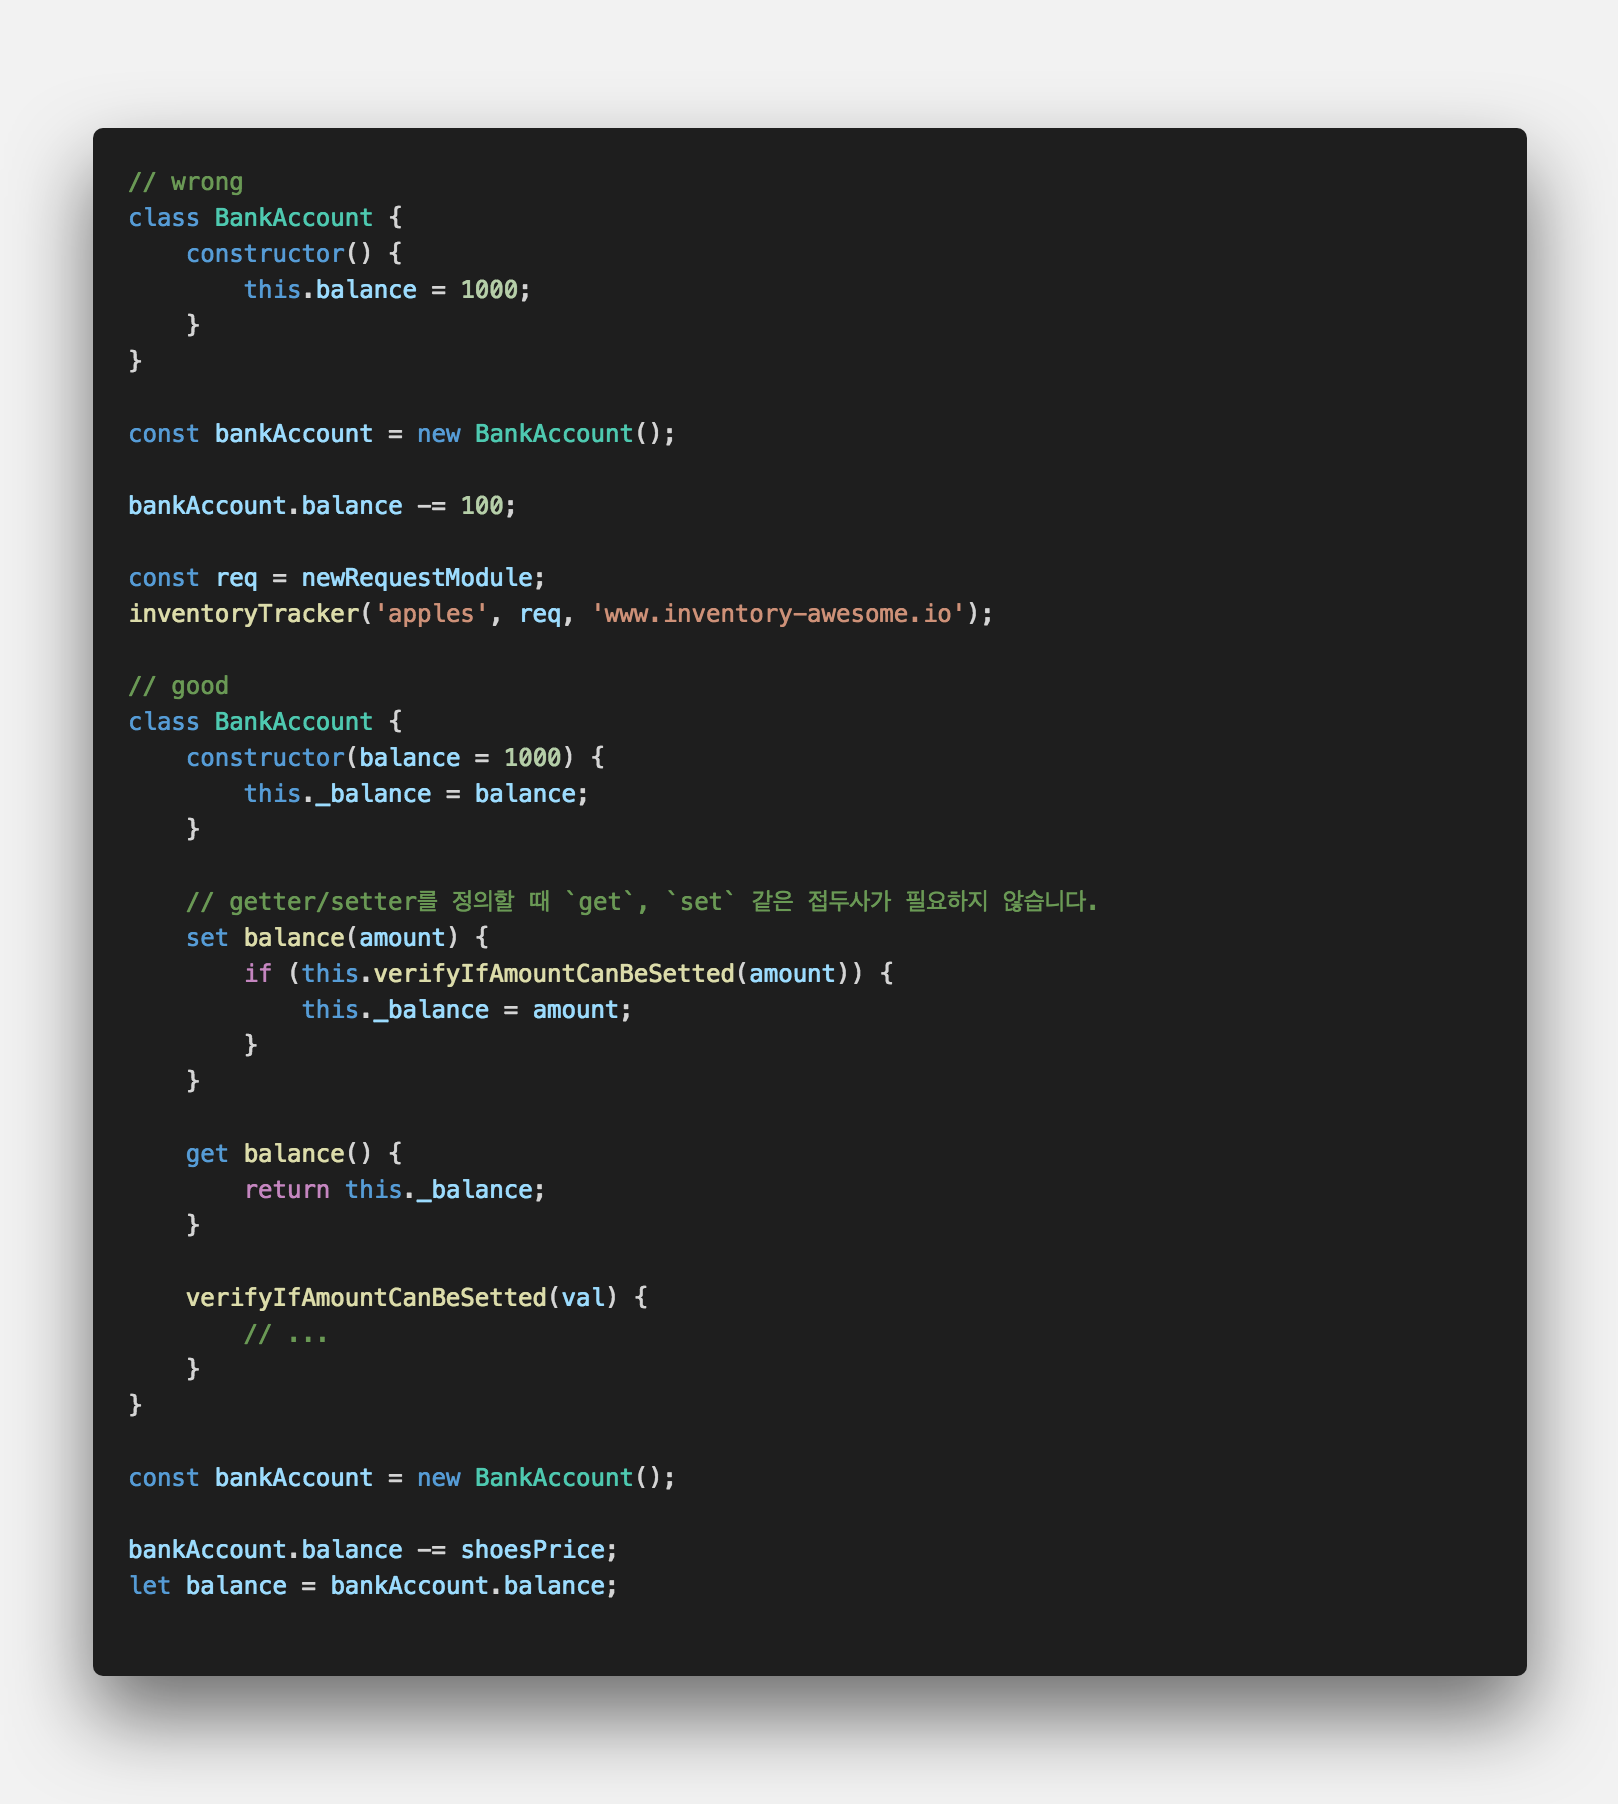 // wrong
class BankAccount {
    constructor() {
        this.balance = 1000;
    }
}
const bankAccount = new BankAccount();
bankAccount.balance -= 100;
const req = newRequestModule;
inventoryTracker('apples', req, 'www.inventory-awesome.io');
// good
class BankAccount {
    constructor(balance = 1000) {
        this._balance = balance;
    }
    // getter/setter를 정의할 때 `get`, `set` 같은 접두사가 필요하지 않습니다.
    set balance(amount) {
        if (this.verifyIfAmountCanBeSetted(amount)) {
            this._balance = amount;
        }
    }
    get balance() {
        return this._balance;
    }
    verifyIfAmountCanBeSetted(val) {
        // ...
    }
}
const bankAccount = new BankAccount();
bankAccount.balance -= shoesPrice;
let balance = bankAccount.balance;